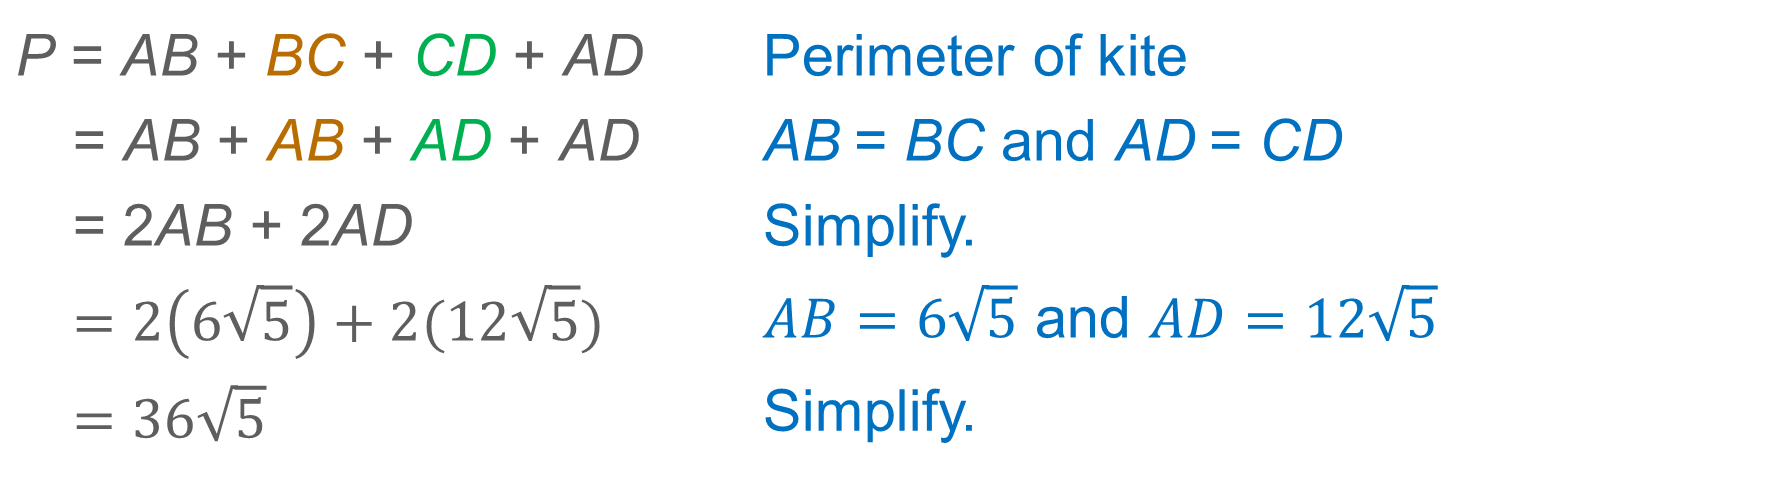 P = AB + BC + CD + AD Perimeter of kite
= AB + AB + AD + AD AB = BC and AD = CD
= 2AB + 2AD Simplify.
= 2(6√5) + 2(12√5) AB = 6√5 and AD = 12√5
= 36√5 Simplify.